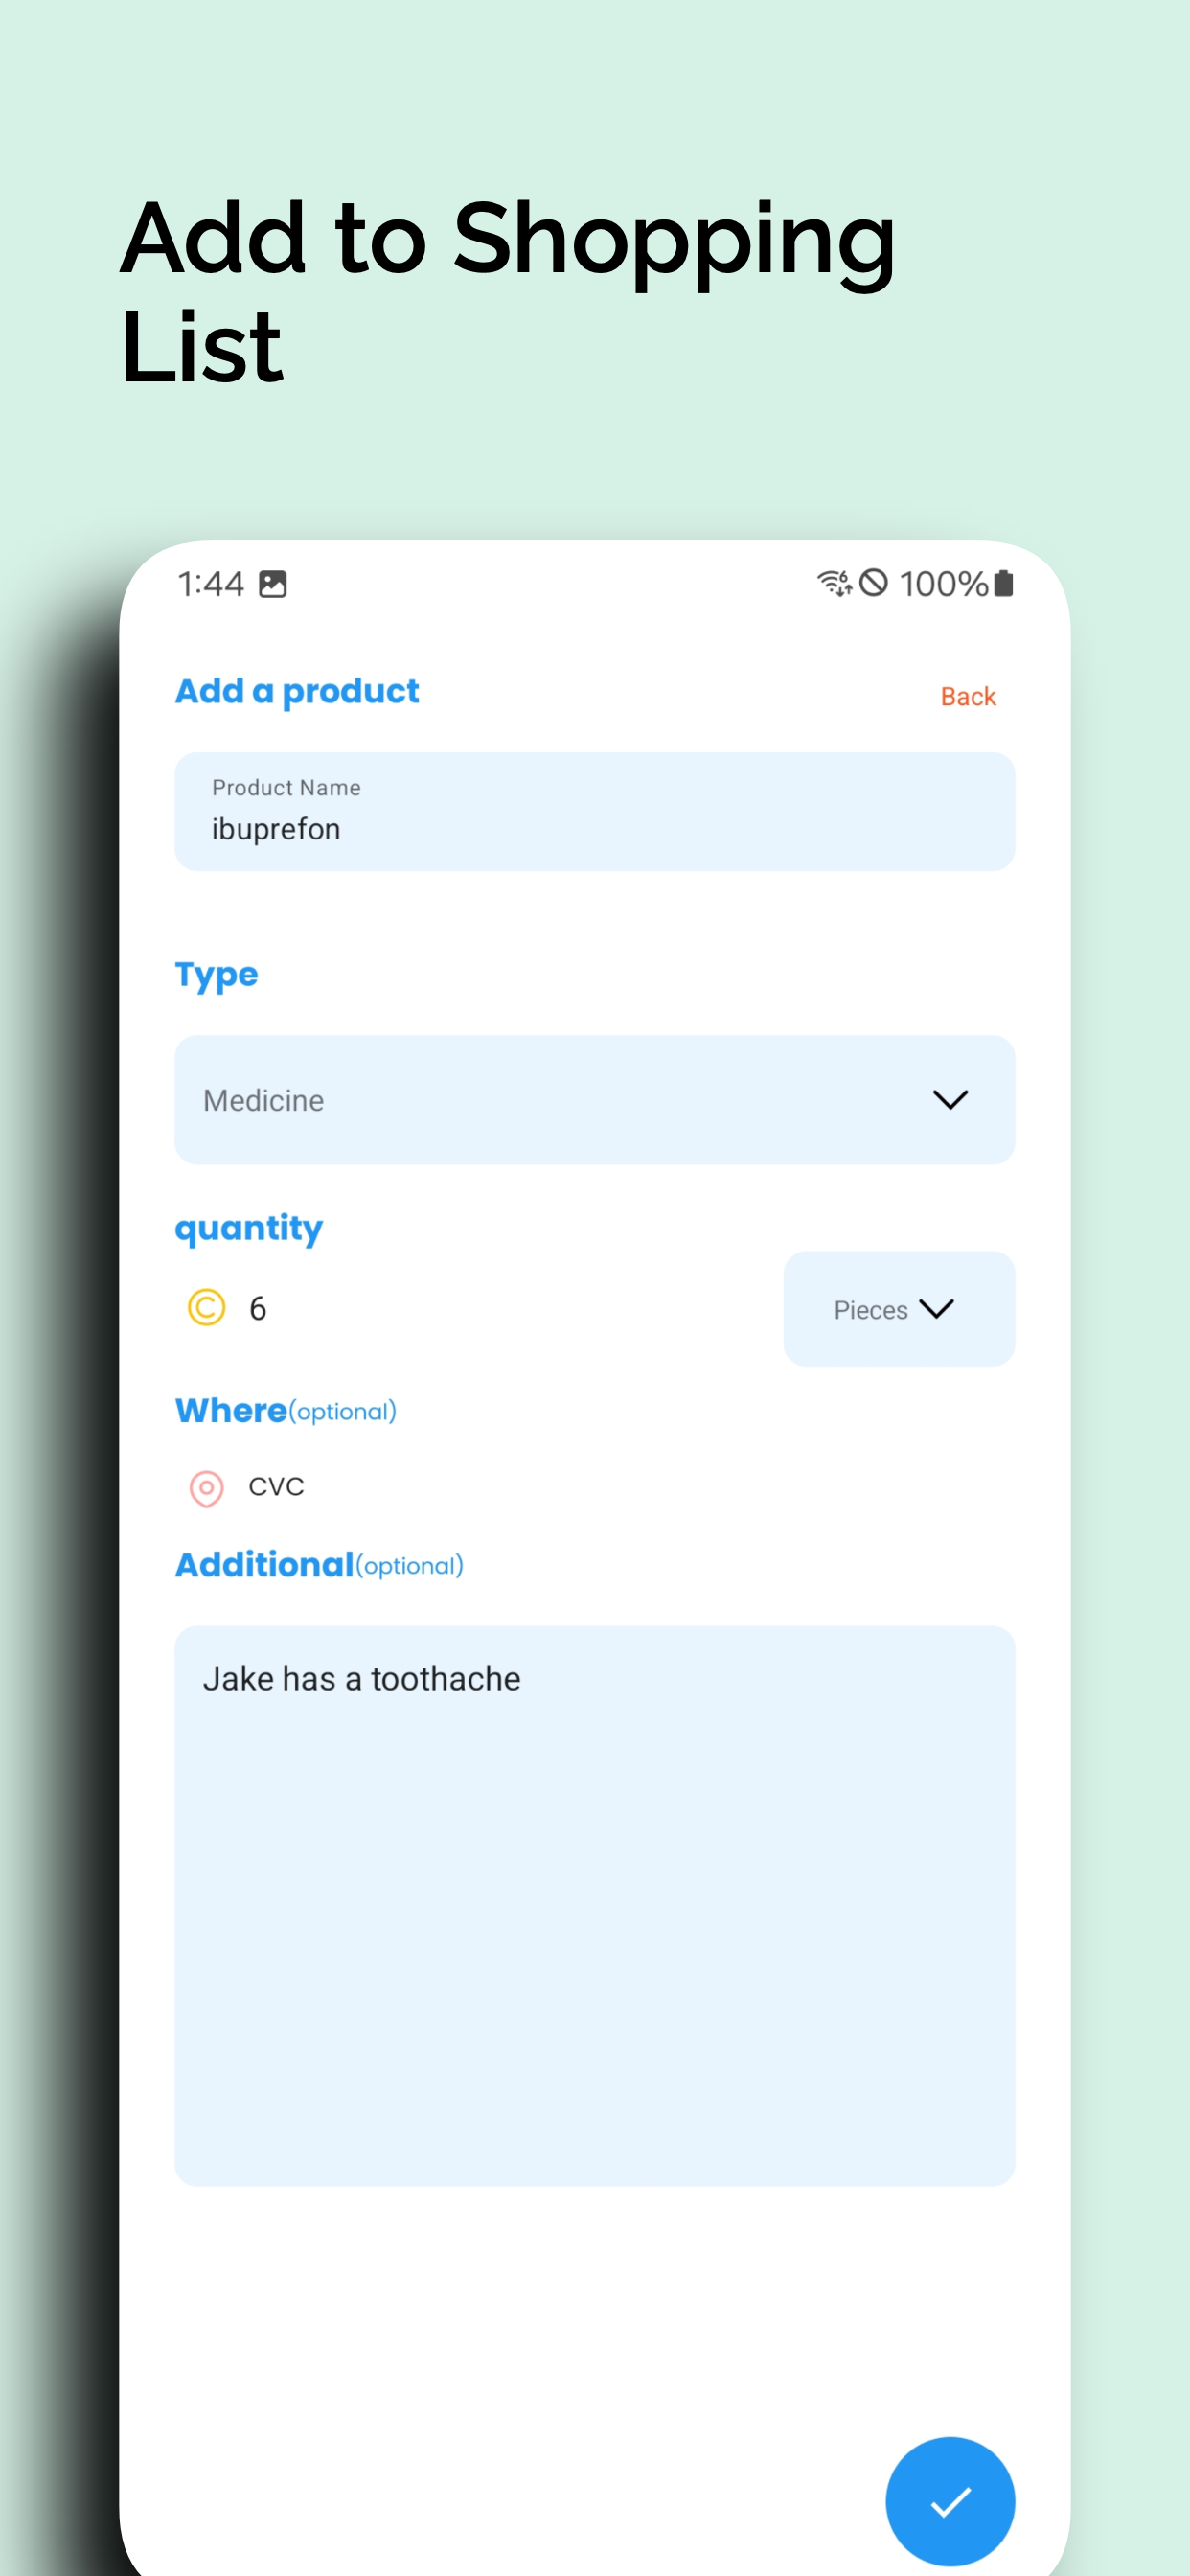 Add to Shopping
List
1:44 100%
Add a product Back
Product Name
ibuprefon
Type
Medicine
quantity
6 Pieces
Where(optional)
CVC
Additional(optional)
Jake has a toothache